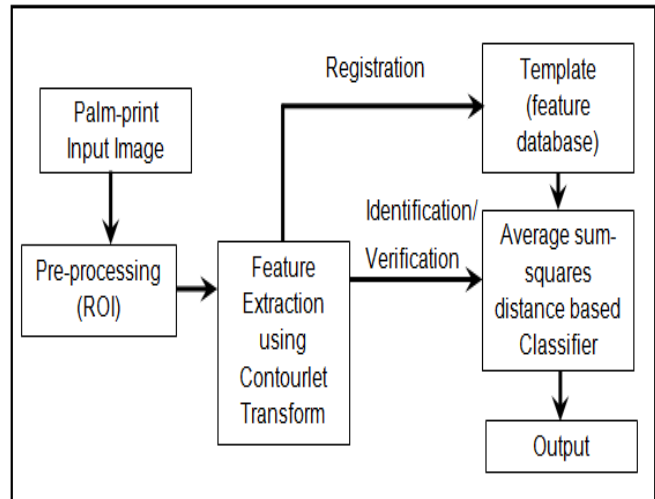 Palm-print
Input Image
Pre-processing
(ROI)
Feature
Extraction
using
Contourlet
Transform
Registration
Identification/
Verification
Template
(feature
database)
Average sum-
squares
distance based
Classifier
Output